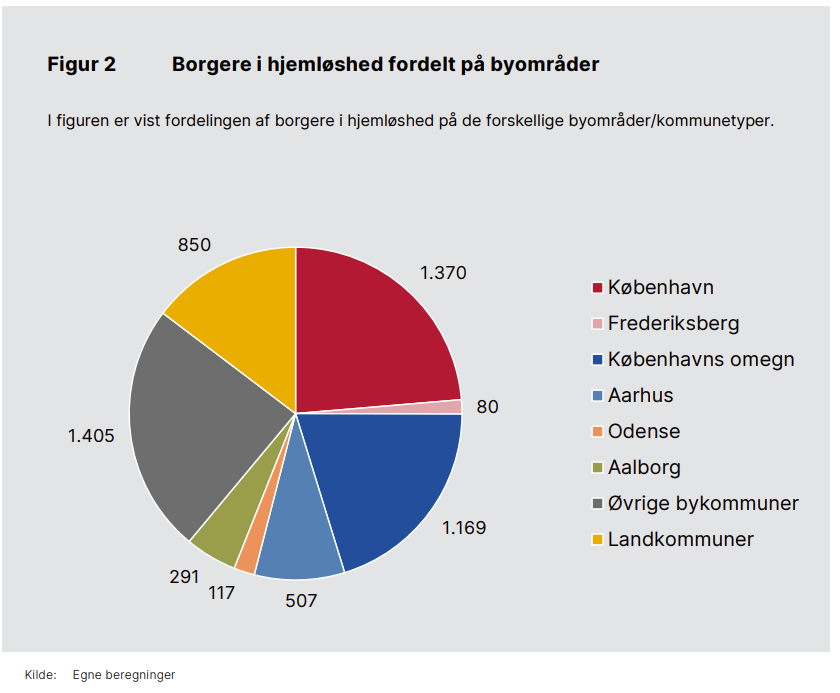 Figur 2 Borgere i hjemløshed fordelt på byområder
I figuren er vist fordelingen af borgere i hjemløshed på de forskellige byområder/kommunetyper.
850
1.370
80
1.169
507
117
291
1.405
København
Frederiksberg
Københavns omegn
Aarhus
Odense
Aalborg
Øvrige bykommuner
Landkommuner
Kilde: Egne beregninger